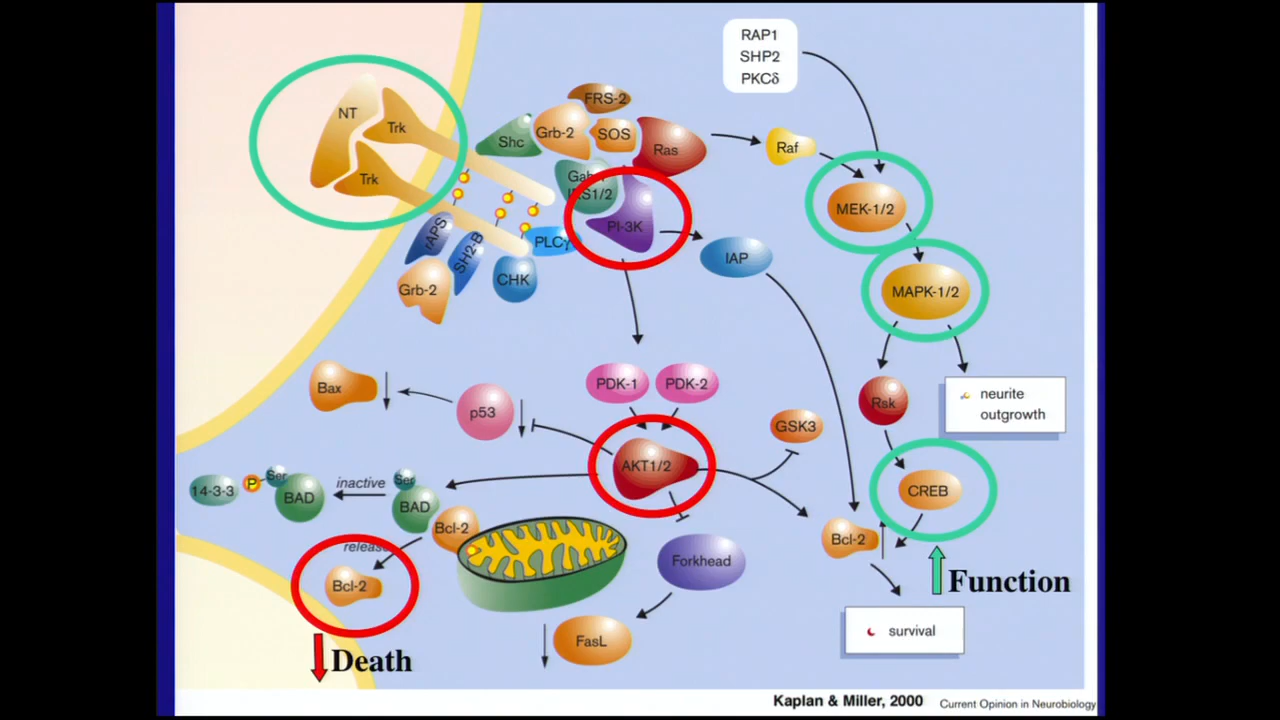 RAP1
SHP2
PKCδ
NT
Trk
Trk
Shc
Grb-2
FRS-2
SOS
Ras
Raf
IRS1/2
PI-3K
MEK-1/2
rAPS
SH2-B
PLCγ
CHK
Grb-2
IAP
MAPK-1/2
Bax
p53
PDK-1
PDK-2
Rsk
neurite
outgrowth
GSK3
AKT1/2
14-3-3
P
Ser
BAD
inactive
Ser
BAD
Bcl-2
CREB
release
Bcl-2
Forkhead
Bcl-2
Function
survival
FasL
Death
Kaplan & Miller, 2000
Current Opinion in Neurobiology